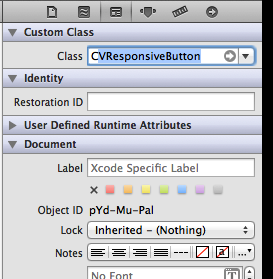 Custom Class
Class CVResponsiveButton
Identity
Restoration ID
User Defined Runtime Attributes
Document
Label Xcode Specific Label
Object ID pYd-Mu-Pal
Lock Inherited - (Nothing)
Notes
No Font